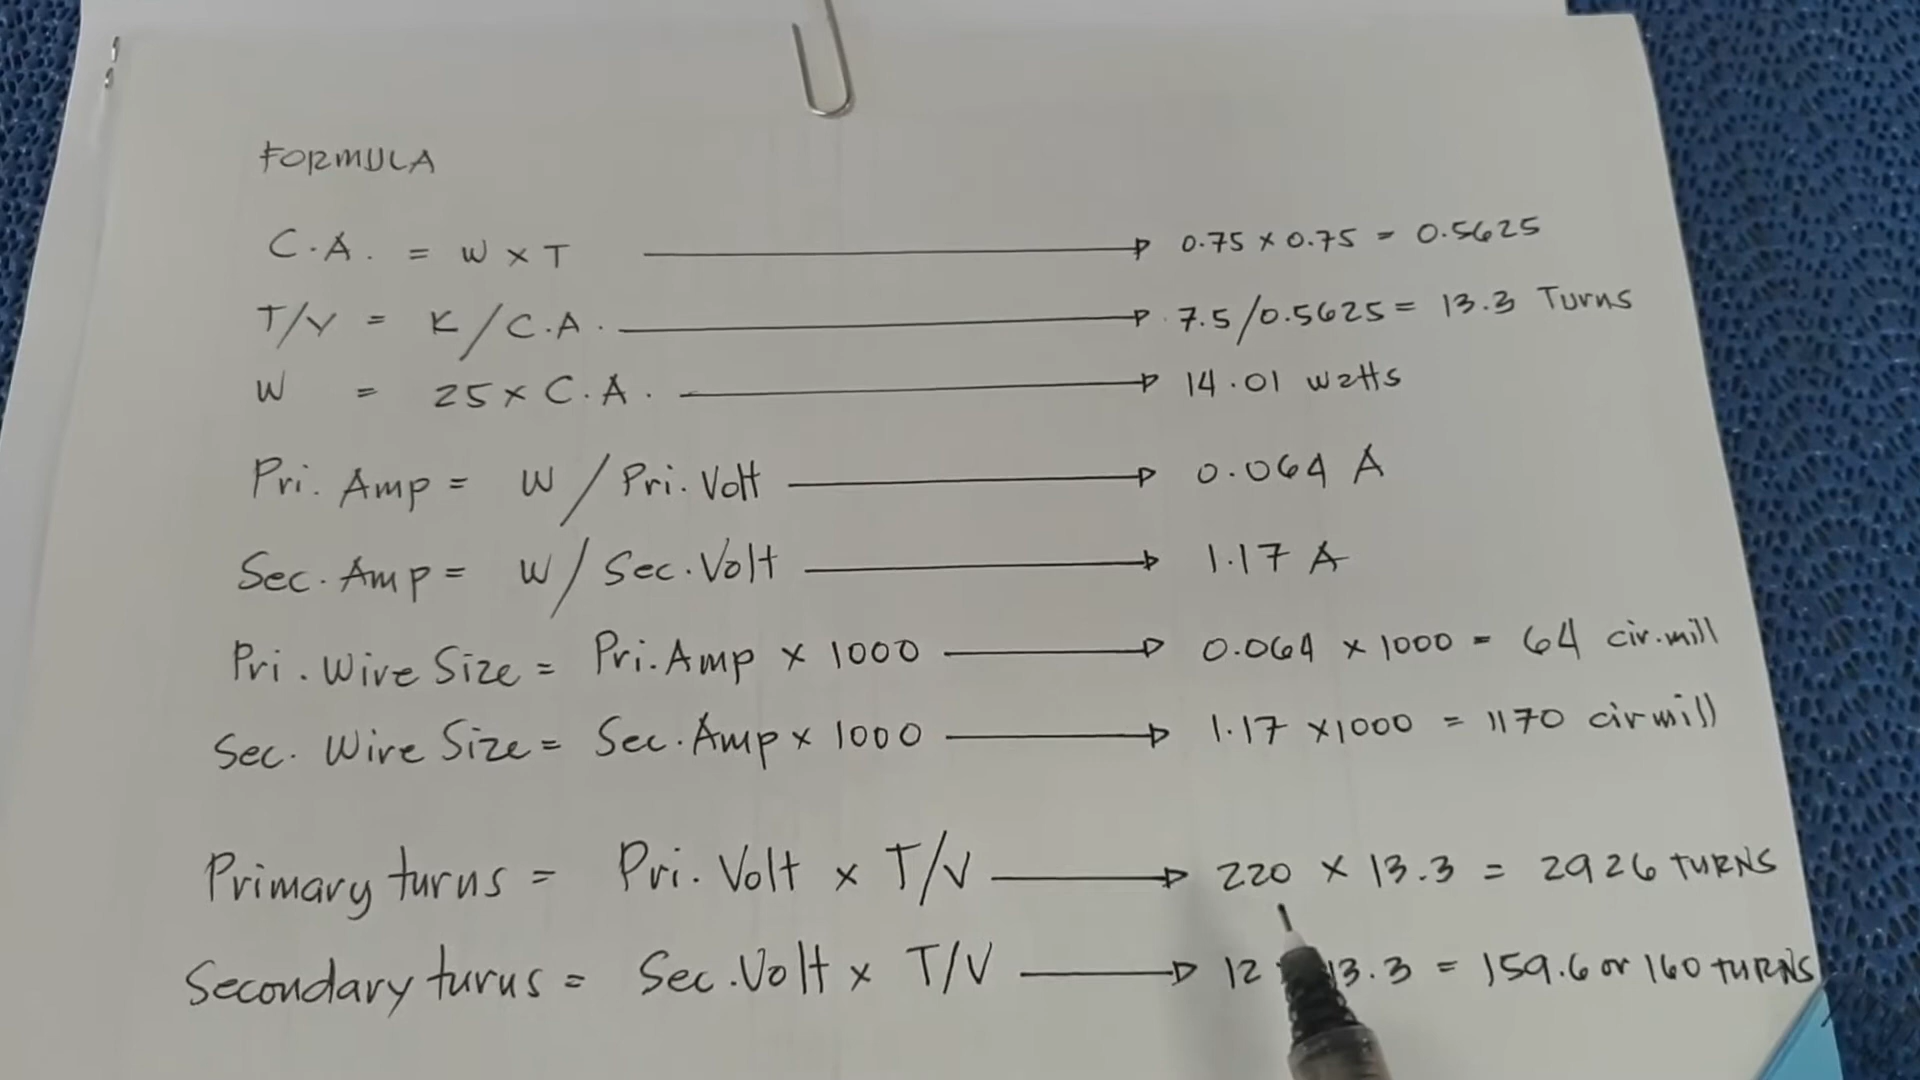 FORMULA
C.A. = W x T 0.75 x 0.75 = 0.5625
T/V = K/C.A. 7.5/0.5625 = 13.3 Turns
W = 25 x C.A. 14.01 watts
Pri. Amp = W / Pri. Volt 0.064 A
Sec. Amp = W / Sec. Volt 1.17 A
Pri. Wire Size = Pri. Amp x 1000 0.064 x 1000 = 64 cir.mill
Sec. Wire Size = Sec. Amp x 1000 1.17 x 1000 = 1170 cirmill
Primary turns = Pri. Volt x T/V 220 x 13.3 = 2926 TURNS
Secondary turns = Sec. Volt x T/V 12 13.3 = 159.6 or 160 TURNS